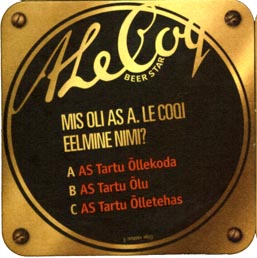 A. Le Coq
BEER STAR
MIS OLI AS A. LE COQI
EELMINE NIMI?
A AS Tartu Õllekoda
B AS Tartu Õlu
C AS Tartu Õlletehas